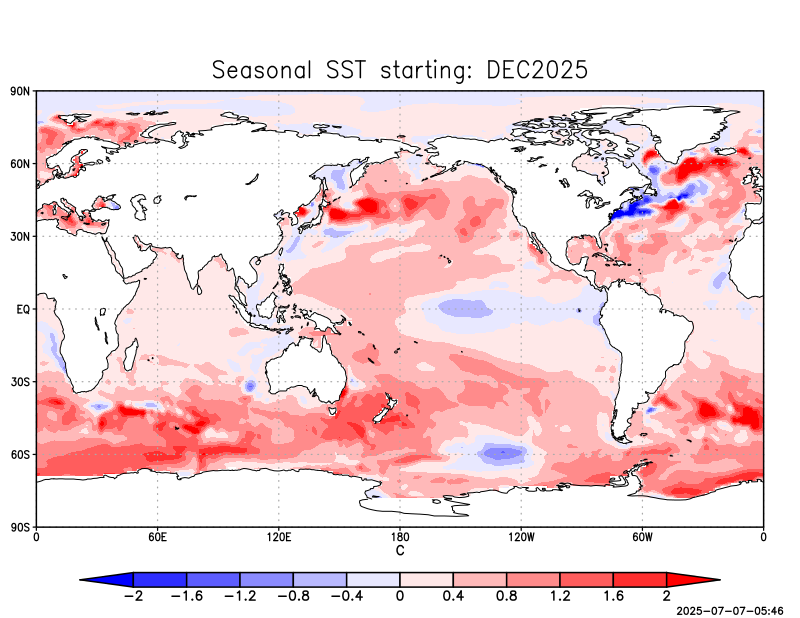 Seasonal SST starting: DEC2025
90N
60N
30N
EQ
30S
60S
90S
0 60E 120E 180 120W 60W 0
C
−2 −1.6 −1.2 −0.8 −0.4 0 0.4 0.8 1.2 1.6 2
2025-07-07-05:46